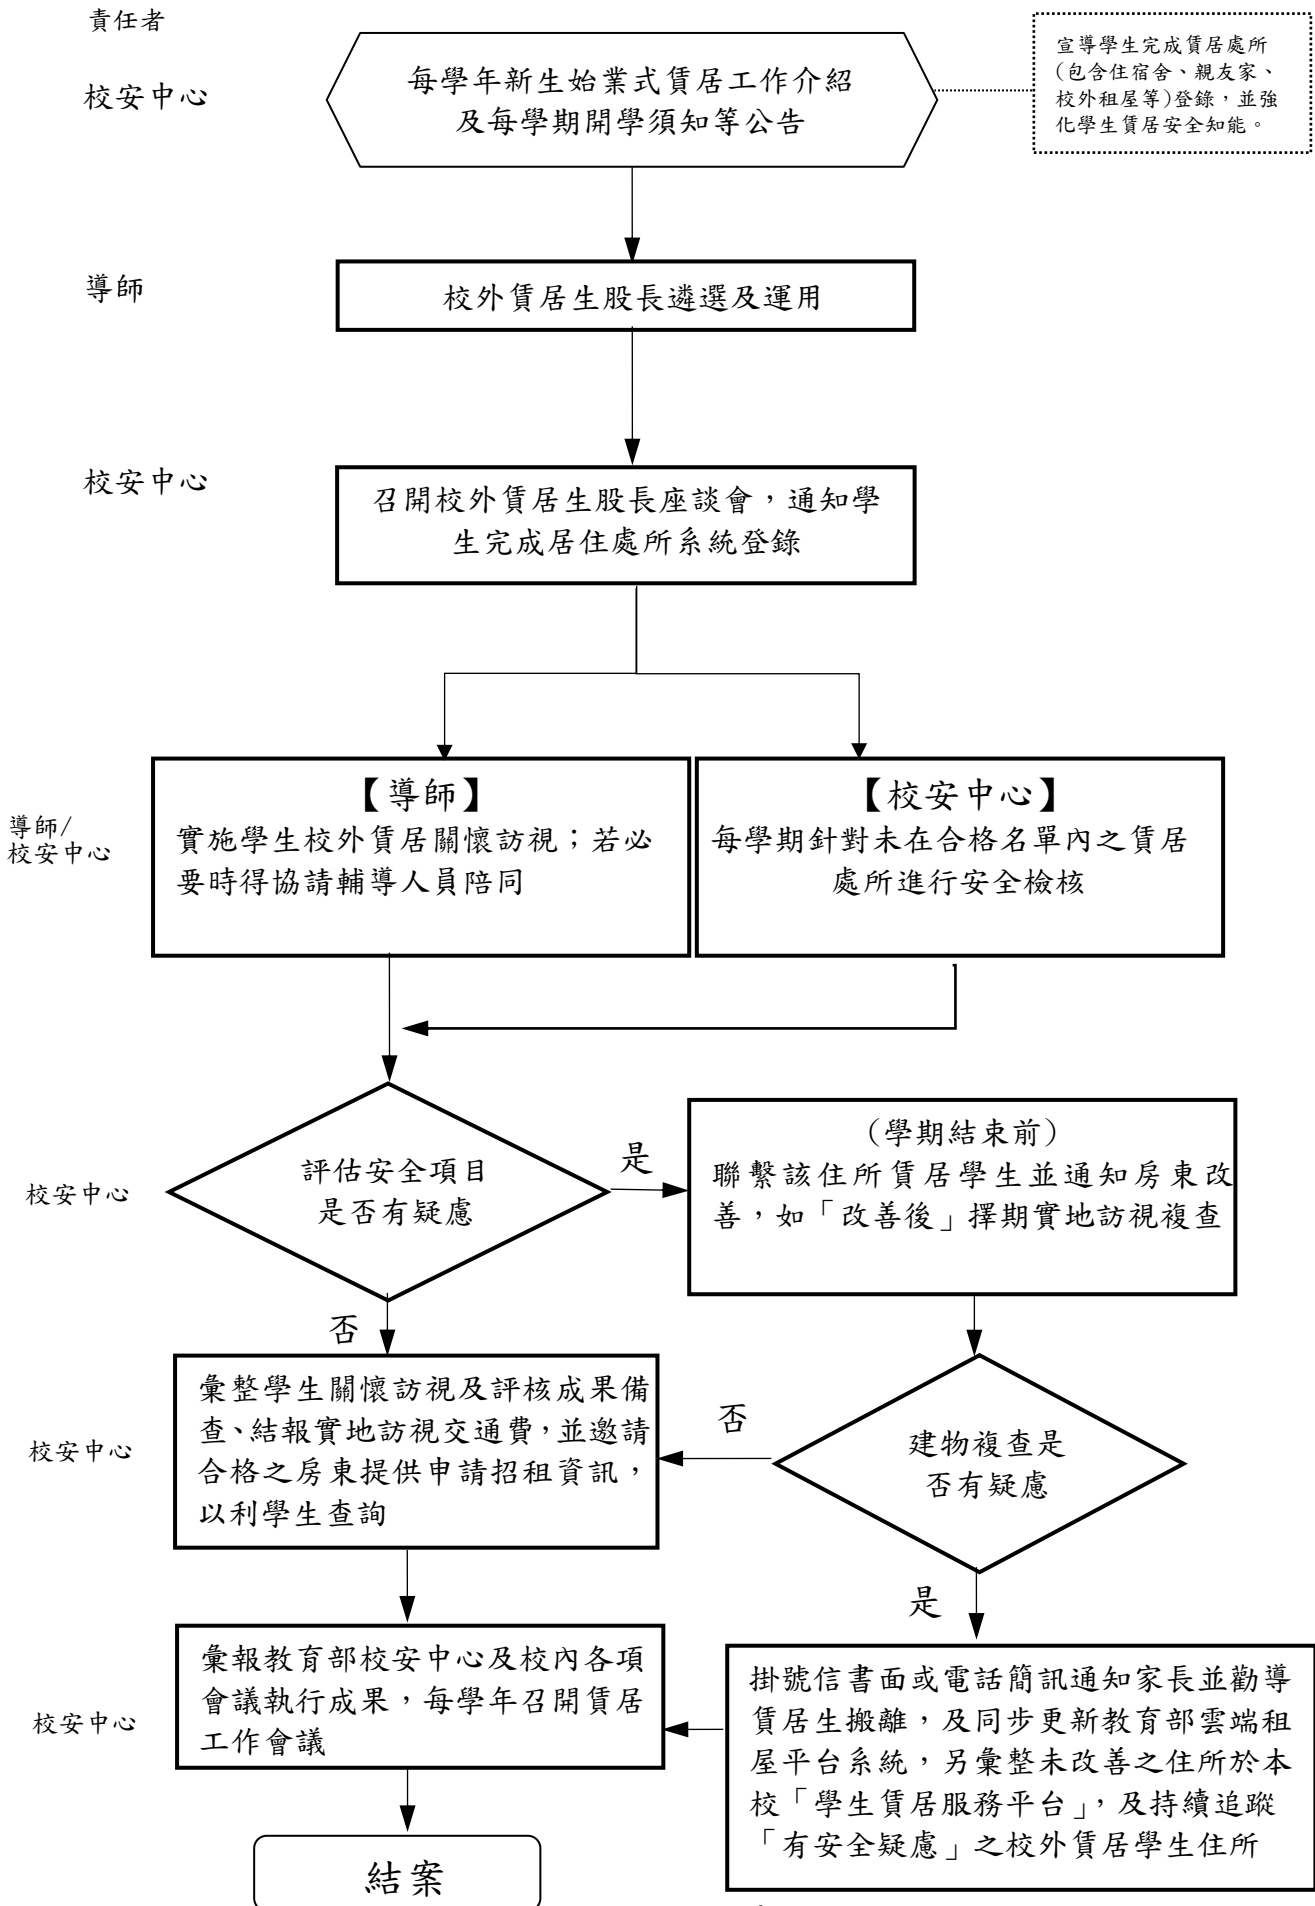 責任者
校安中心
每學年新生始業式賃居工作介紹
及每學期開學須知等公告
宣導學生完成賃居處所
(包含住宿舍、親友家、
校外租屋等)登錄，並強
化學生賃居安全知能。
導師
校外賃居生股長遴選及運用
校安中心
召開校外賃居生股長座談會，通知學
生完成居住處所系統登錄
導師/
校安中心
【導師】
實施學生校外賃居關懷訪視；若必
要時得協請輔導人員陪同
【校安中心】
每學期針對未在合格名單內之賃居
處所進行安全檢核
校安中心
評估安全項目
是否有疑慮
是
(學期結束前)
聯繫該住所賃居學生並通知房東改
善，如「改善後」擇期實地訪視複查
否
校安中心
彙整學生關懷訪視及評核成果備
查、結報實地訪視交通費，並邀請
合格之房東提供申請招租資訊，
以利學生查詢
否
建物複查是
否有疑慮
是
校安中心
彙報教育部校安中心及校內各項
會議執行成果，每學年召開賃居
工作會議
掛號信書面或電話簡訊通知家長並勸導
賃居生搬離，及同步更新教育部雲端租
屋平台系統，另彙整未改善之住所於本
校「學生賃居服務平台」，及持續追蹤
「有安全疑慮」之校外賃居學生住所
結案